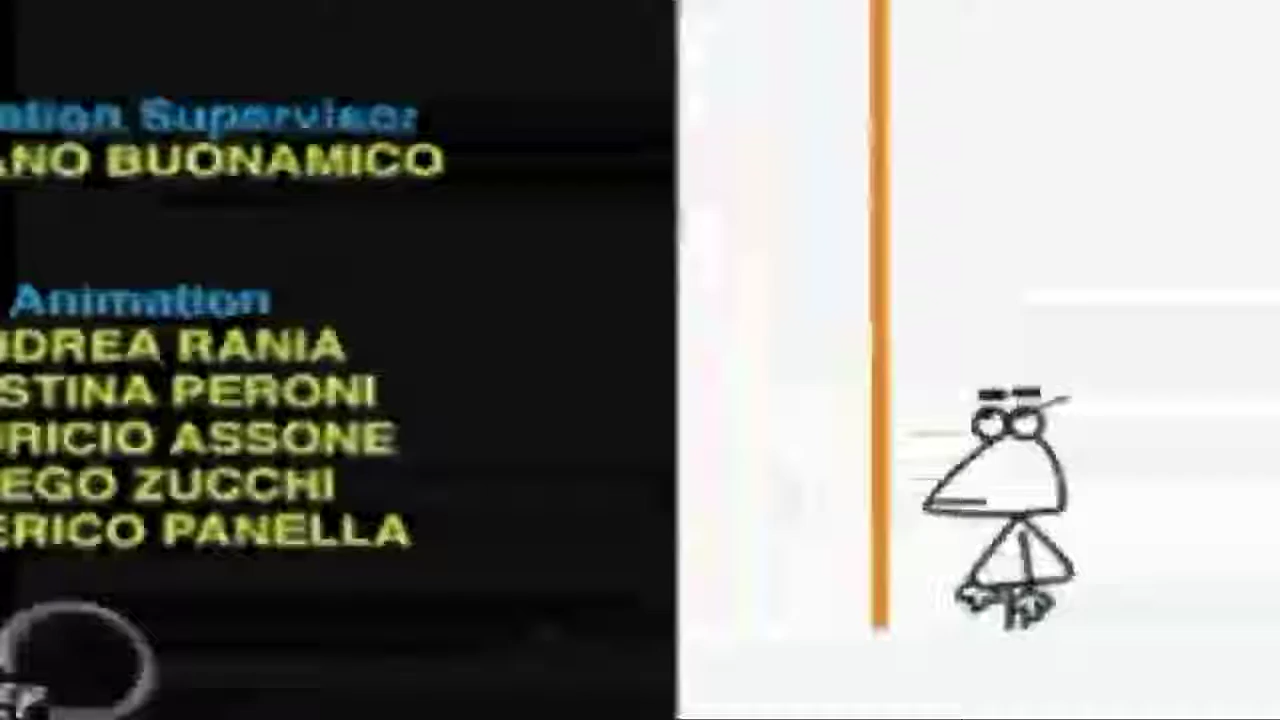 ation Supervisor
ANO BUONAMICO
Animation
NDREA RANIA
STINA PERONI
URICIO ASSONE
EGO ZUCCHI
ERICO PANELLA